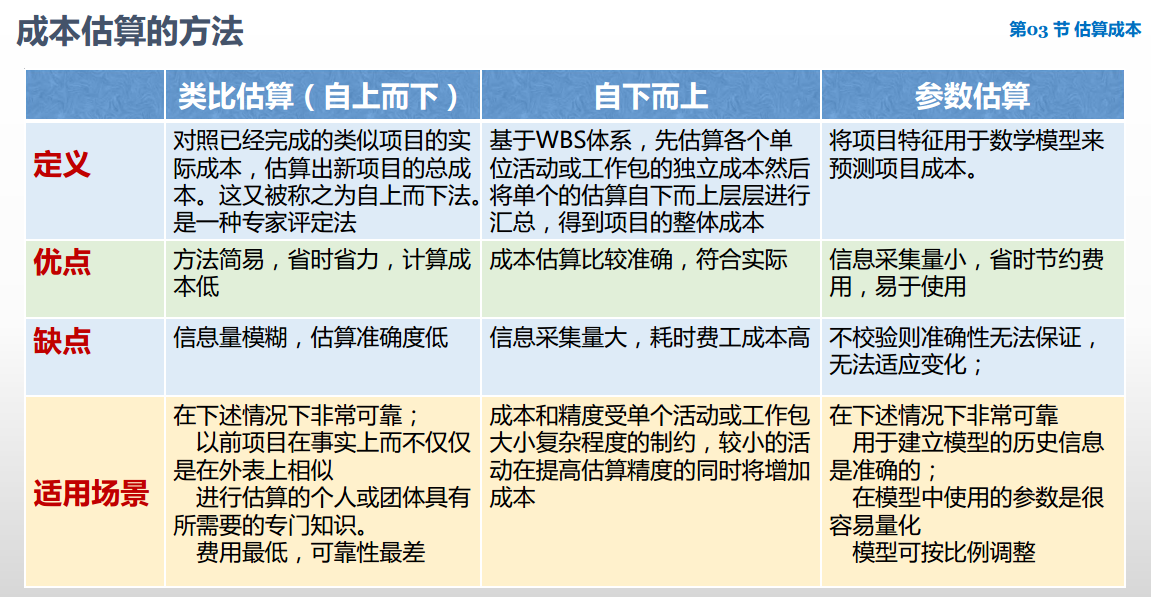 成本估算的方法
第03 节 估算成本
类比估算（自上而下）
自下而上
参数估算
定义
对照已经完成的类似项目的实
际成本，估算出新项目的总成
本。这又被称之为自上而下法。
是一种专家评定法
基于WBS体系，先估算各个单
位活动或工作包的独立成本然后
将单个的估算自下而上层层进行
汇总，得到项目的整体成本
将项目特征用于数学模型来
预测项目成本。
优点
方法简易，省时省力，计算成
本低
成本估算比较准确，符合实际
信息采集量小，省时节约费
用，易于使用
缺点
信息量模糊，估算准确度低
信息采集量大，耗时费工成本高
不校验则准确性无法保证，
无法适应变化；
适用场景
在下述情况下非常可靠；
以前项目在事实上而不仅仅
是在外表上相似
进行估算的个人或团体具有
所需要的专门知识。
费用最低，可靠性最差
成本和精度受单个活动或工作包
大小复杂程度的制约，较小的活
动在提高估算精度的同时将增加
成本
在下述情况下非常可靠
用于建立模型的历史信息
是准确的；
在模型中使用的参数是很
容易量化
模型可按比例调整